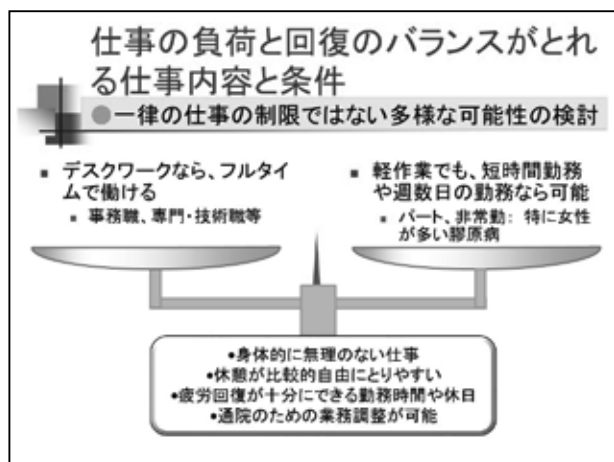 仕事の負荷と回復のバランスがとれ
る仕事内容と条件
●一律の仕事の制限ではない多様な可能性の検討
▪ デスクワークなら、フルタイ
ムで働ける
▪ 事務職、専門・技術職等
▪ 軽作業でも、短時間勤務
や週数日の勤務なら可能
▪ パート、非常勤： 特に女性
が多い膠原病
•身体的に無理のない仕事
•休憩が比較的自由にとりやすい
•疲労回復が十分にできる勤務時間や休日
•通院のための業務調整が可能